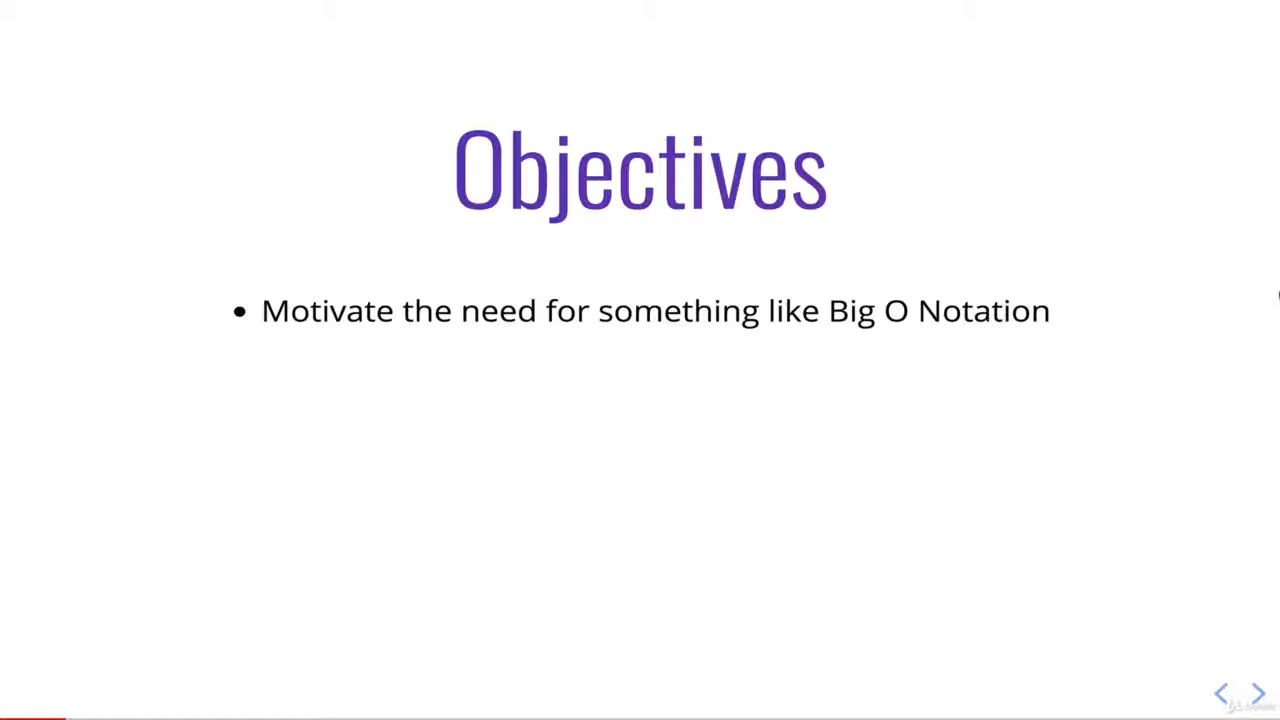 Objectives
• Motivate the need for something like Big O Notation